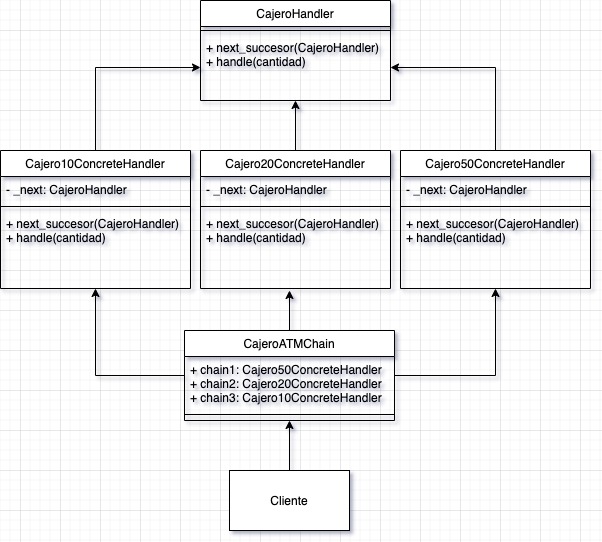 CajeroHandler
+ next_succesor(CajeroHandler)
+ handle(cantidad)
Cajero10ConcreteHandler
- _next: CajeroHandler
+ next_succesor(CajeroHandler)
+ handle(cantidad)
Cajero20ConcreteHandler
- _next: CajeroHandler
+ next_succesor(CajeroHandler)
+ handle(cantidad)
Cajero50ConcreteHandler
- _next: CajeroHandler
+ next_succesor(CajeroHandler)
+ handle(cantidad)
CajeroATMChain
+ chain1: Cajero50ConcreteHandler
+ chain2: Cajero20ConcreteHandler
+ chain3: Cajero10ConcreteHandler
Cliente